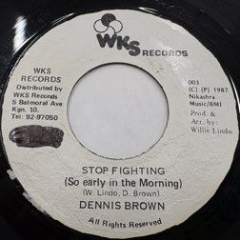 WKS
RECORDS
WKS
RECORDS
Distributed by
WKS Records
5 Balmoral Ave
Kgn. 10.
Tel: 92-97050
003
(C) (P) 1987
Nikashra
Music/BMI
Prod &
Arr. by:
Willie Lindo
STOP FIGHTING
(So early in the Morning)
(W. Lindo, D. Brown)
DENNIS BROWN
All Rights Reserved